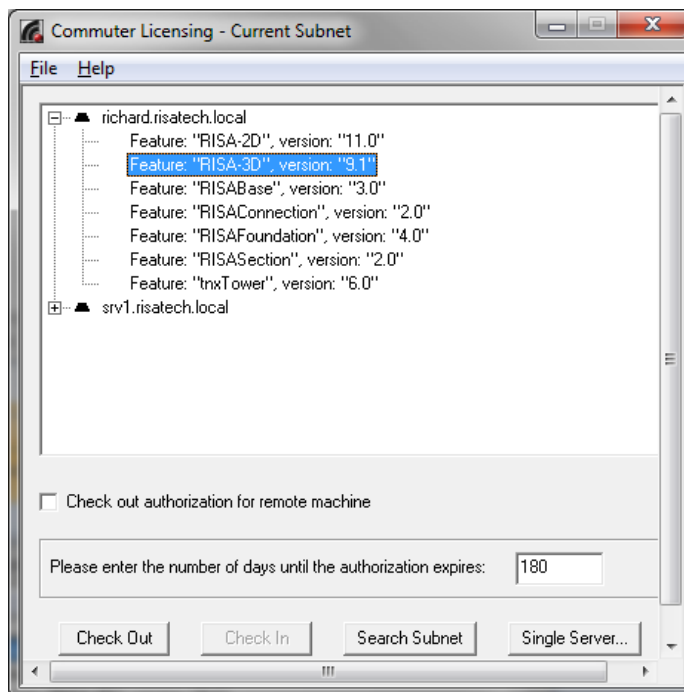 Commuter Licensing - Current Subnet
File Help
richard.risatech.local
Feature: "RISA-2D", version: "11.0"
Feature: "RISA-3D", version: "9.1"
Feature: "RISABase", version: "3.0"
Feature: "RISAConnection", version: "2.0"
Feature: "RISAFoundation", version: "4.0"
Feature: "RISASection", version: "2.0"
Feature: "tnxTower", version: "6.0"
srv1.risatech.local
Check out authorization for remote machine
Please enter the number of days until the authorization expires: 180
Check Out Check In Search Subnet Single Server...